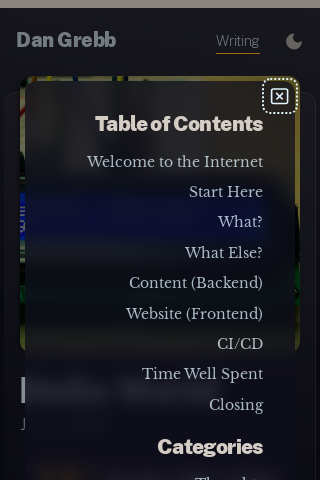 Dan Grebb
Writing
Table of Contents
Welcome to the Internet
Start Here
What?
What Else?
Content (Backend)
Website (Frontend)
CI/CD
Time Well Spent
Closing
Categories